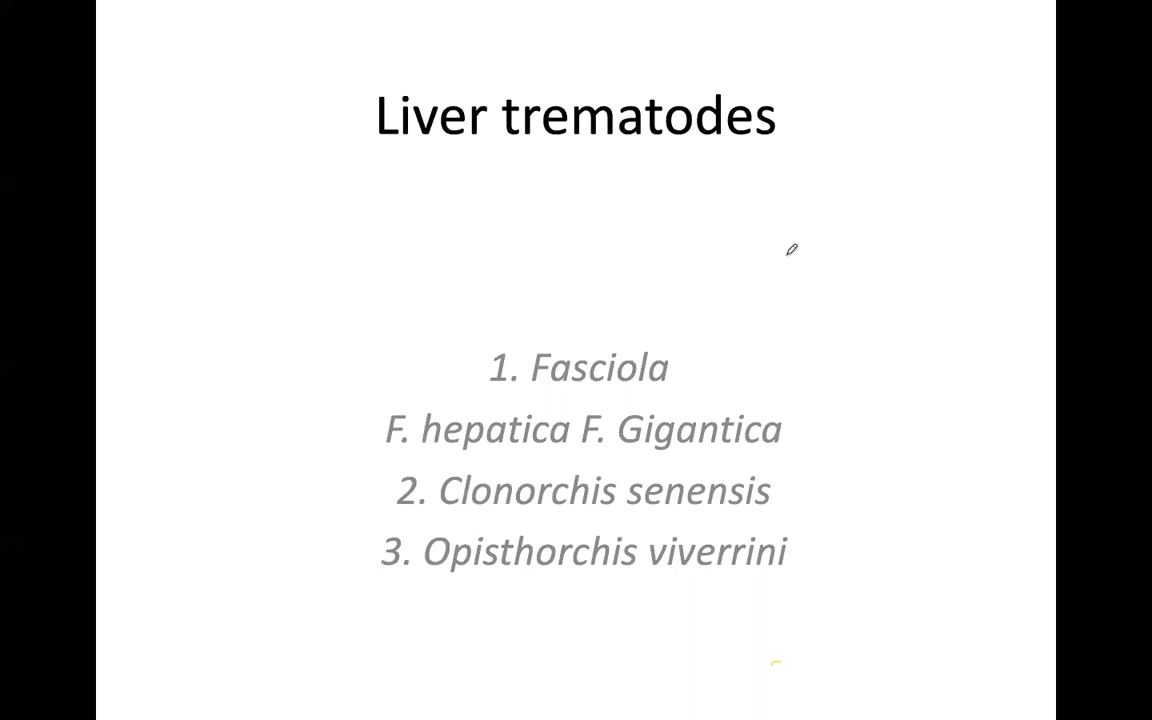 Liver trematodes
1. Fasciola
F. hepatica F. Gigantica
2. Clonorchis senensis
3. Opisthorchis viverrini